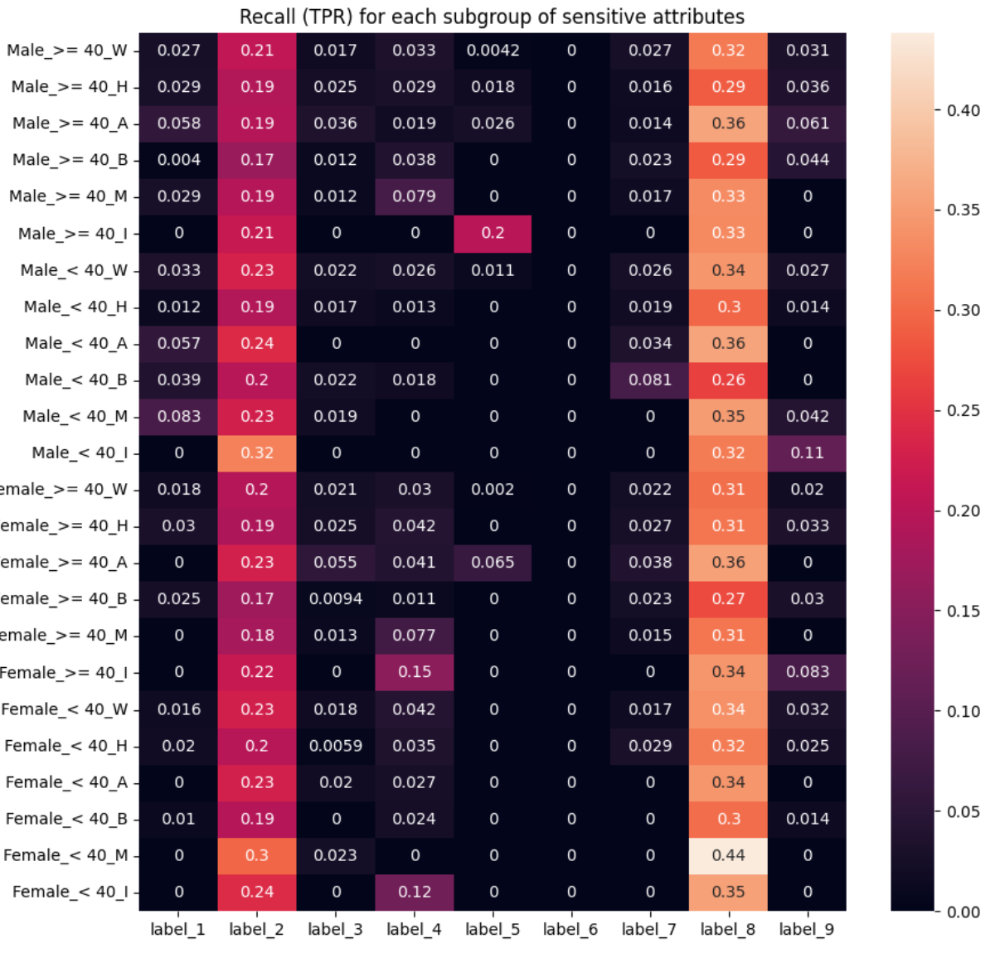 Recall (TPR) for each subgroup of sensitive attributes
Male_>= 40_W 0.027 0.21 0.017 0.033 0.0042 0 0.027 0.32 0.031
Male_>= 40_H 0.029 0.19 0.025 0.029 0.018 0 0.016 0.29 0.036
Male_>= 40_A 0.058 0.19 0.036 0.019 0.026 0 0.014 0.36 0.061
Male_>= 40_B 0.004 0.17 0.012 0.038 0 0 0.023 0.29 0.044
Male_>= 40_M 0.029 0.19 0.012 0.079 0 0 0.017 0.33 0
Male_>= 40_I 0 0.21 0 0 0.2 0 0 0.33 0
Male_< 40_W 0.033 0.23 0.022 0.026 0.011 0 0.026 0.34 0.027
Male_< 40_H 0.012 0.19 0.017 0.013 0 0 0.019 0.3 0.014
Male_< 40_A 0.057 0.24 0 0 0 0 0.034 0.36 0
Male_< 40_B 0.039 0.2 0.022 0.018 0 0 0.081 0.26 0
Male_< 40_M 0.083 0.23 0.019 0 0 0 0 0.35 0.042
Male_< 40_I 0 0.32 0 0 0 0 0 0.32 0.11
emale_>= 40_W 0.018 0.2 0.021 0.03 0.002 0 0.022 0.31 0.02
emale_>= 40_H 0.03 0.19 0.025 0.042 0 0 0.027 0.31 0.033
emale_>= 40_A 0 0.23 0.055 0.041 0.065 0 0.038 0.36 0
emale_>= 40_B 0.025 0.17 0.0094 0.011 0 0 0.023 0.27 0.03
emale_>= 40_M 0 0.18 0.013 0.077 0 0 0.015 0.31 0
Female_>= 40_I 0 0.22 0 0.15 0 0 0 0.34 0.083
Female_< 40_W 0.016 0.23 0.018 0.042 0 0 0.017 0.34 0.032
Female_< 40_H 0.02 0.2 0.0059 0.035 0 0 0.029 0.32 0.025
Female_< 40_A 0 0.23 0.02 0.027 0 0 0 0.34 0
Female_< 40_B 0.01 0.19 0 0.024 0 0 0 0.3 0.014
Female_< 40_M 0 0.3 0.023 0 0 0 0 0.44 0
Female_< 40_I 0 0.24 0 0.12 0 0 0 0.35 0
label_1 label_2 label_3 label_4 label_5 label_6 label_7 label_8 label_9
0.40
0.35
0.30
0.25
0.20
0.15
0.10
0.05
0.00